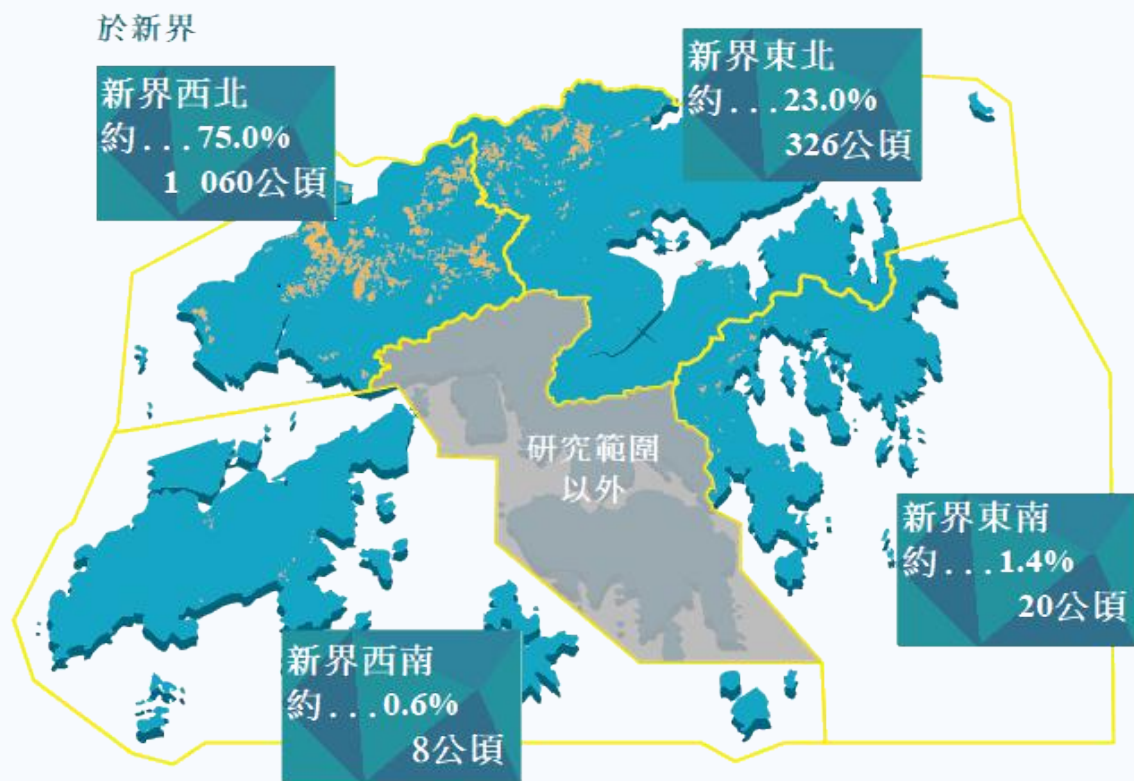 於新界
新界西北
約...75.0%
1 060公頃
新界東北
約...23.0%
326公頃
研究範圍
以外
新界東南
約...1.4%
20公頃
新界西南
約...0.6%
8公頃